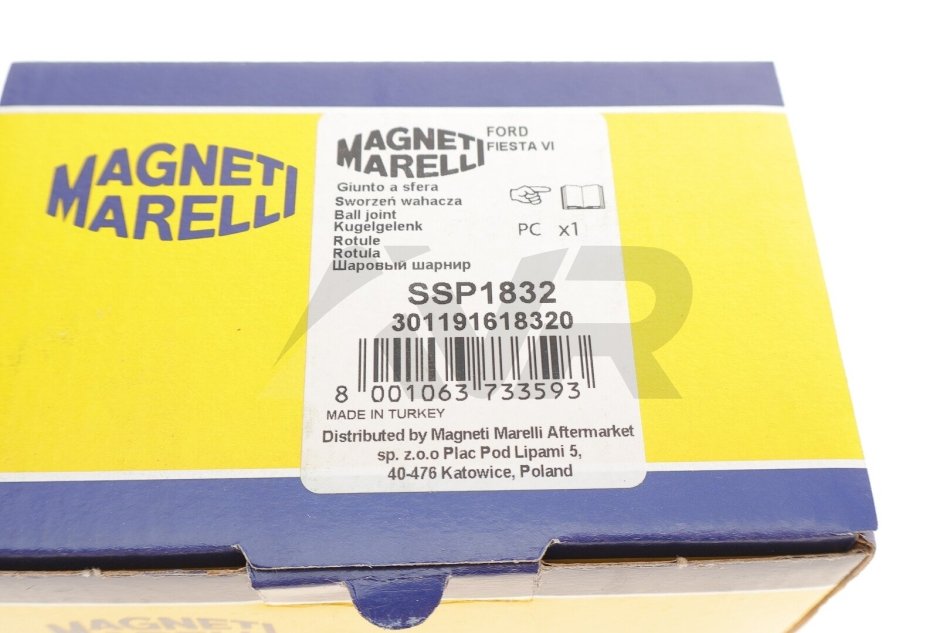 MAGNETI
MARELLI
MAGNETI
MARELLI
FORD
FIESTA VI
Giunto a sfera
Sworzeń wahacza
Ball joint
Kugelgelenk
Rotule
Rotula
Шаровый шарнир
PC x1
SSP1832
301191618320
8 001063 733593
MADE IN TURKEY
Distributed by Magneti Marelli Aftermarket
sp. z.o.o Plac Pod Lipami 5,
40-476 Katowice, Poland
AVR
MAGNETI